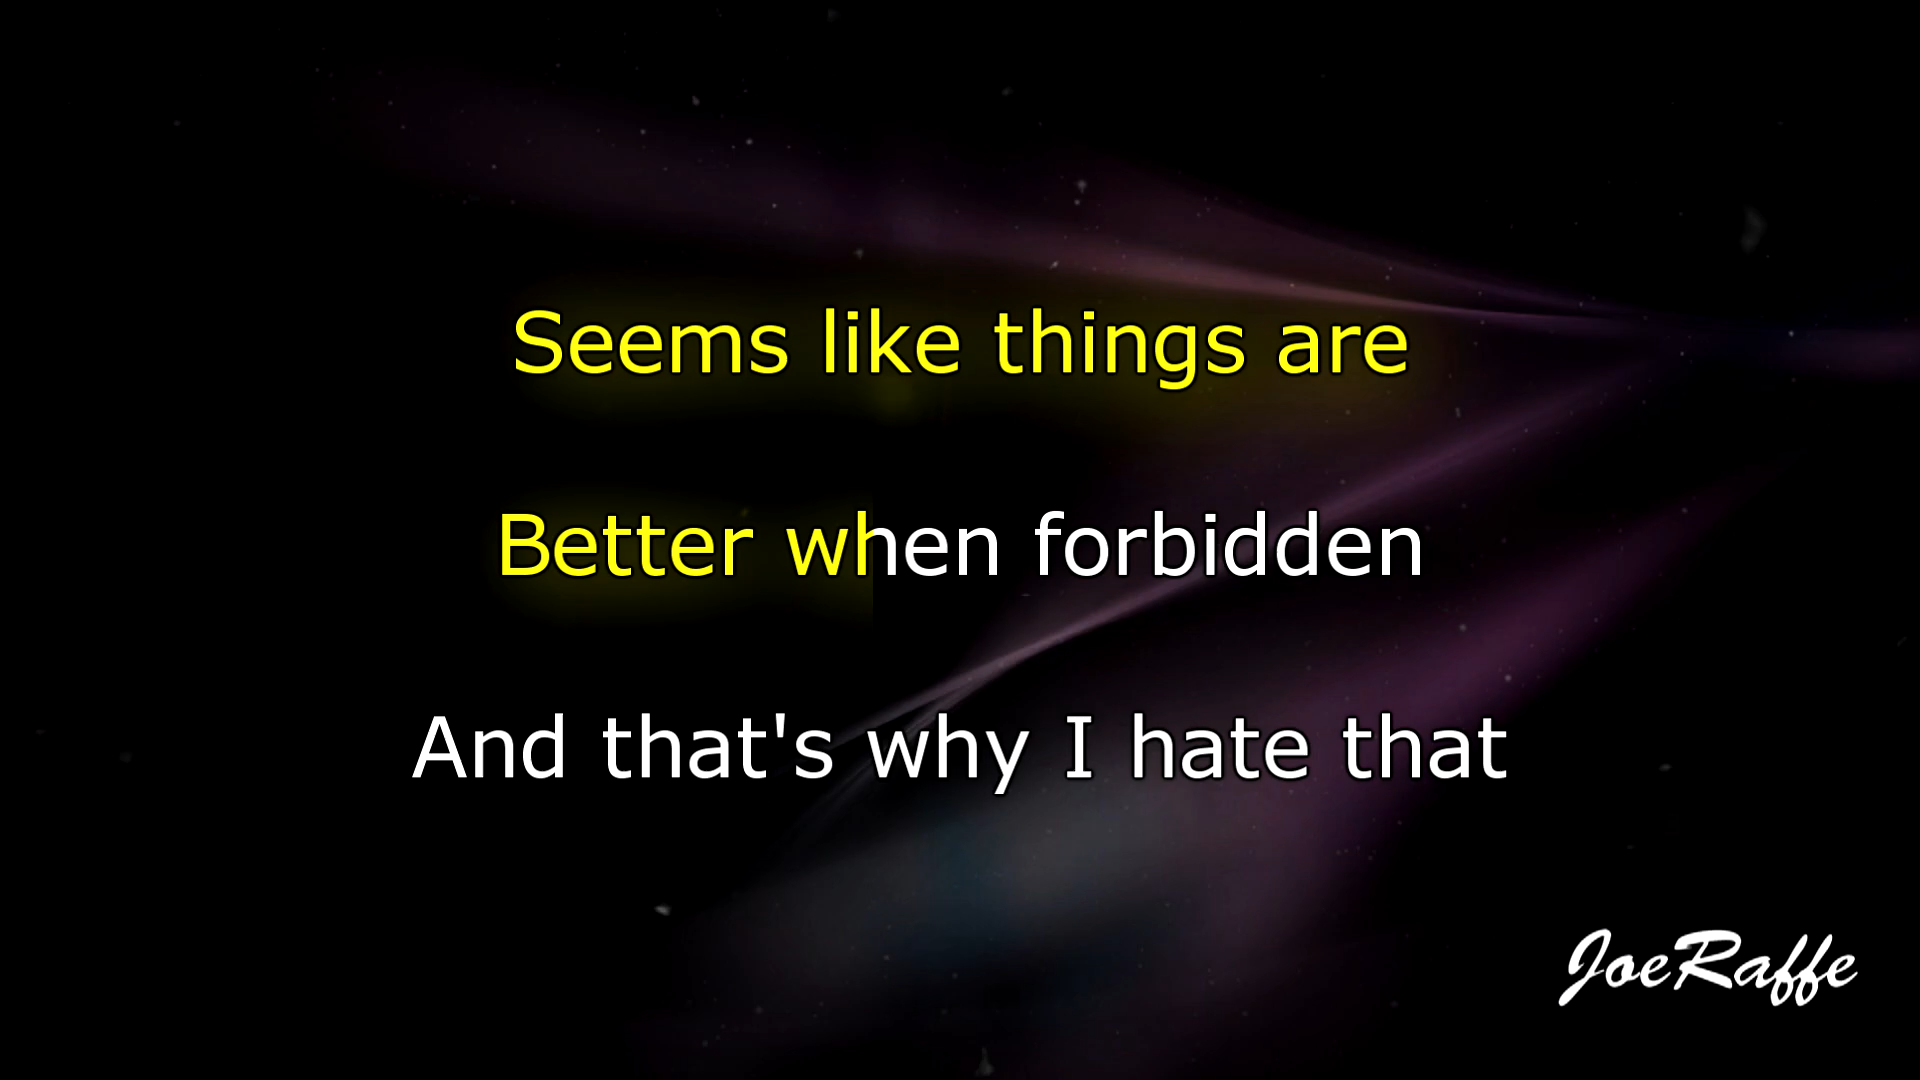 Seems like things are
Better when forbidden
And that's why I hate that
JoeRaffe